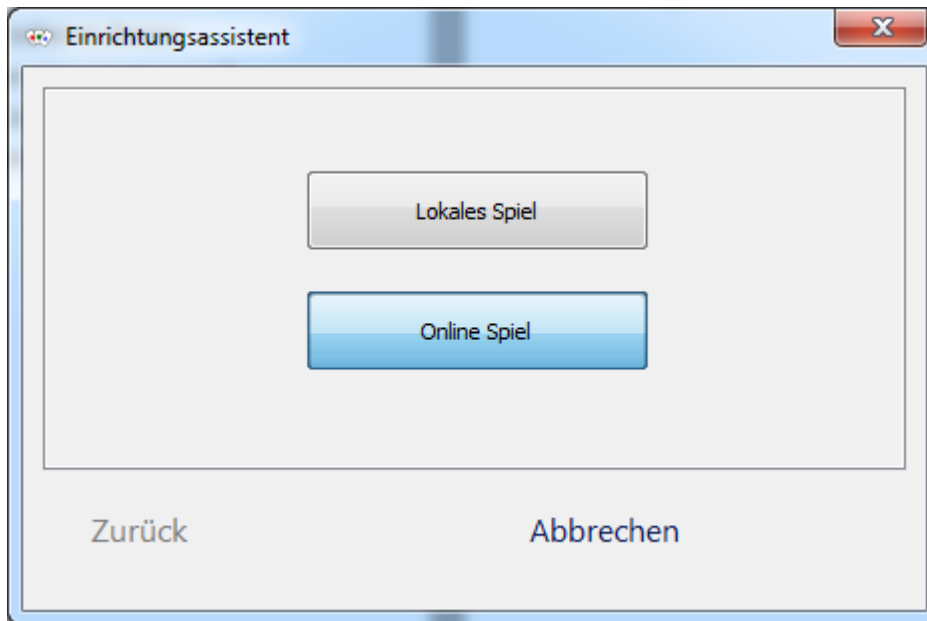 Einrichtungsassistent
Lokales Spiel
Online Spiel
Zurück Abbrechen